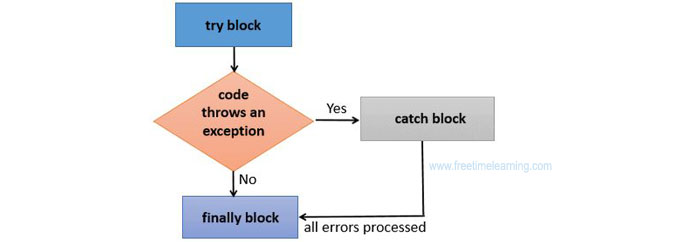 try block
code
throws an
exception
Yes
catch block
www.freetimelearning.com
No
finally block
all errors processed